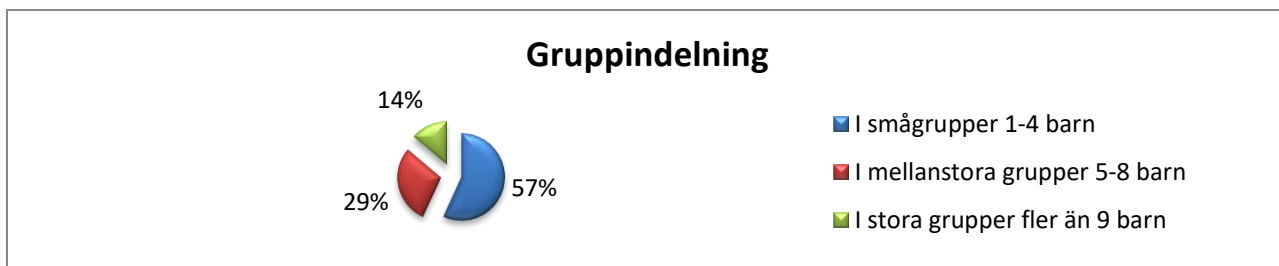 Gruppindelning
14%
57%
29%
I smågrupper 1-4 barn
I mellanstora grupper 5-8 barn
I stora grupper fler än 9 barn